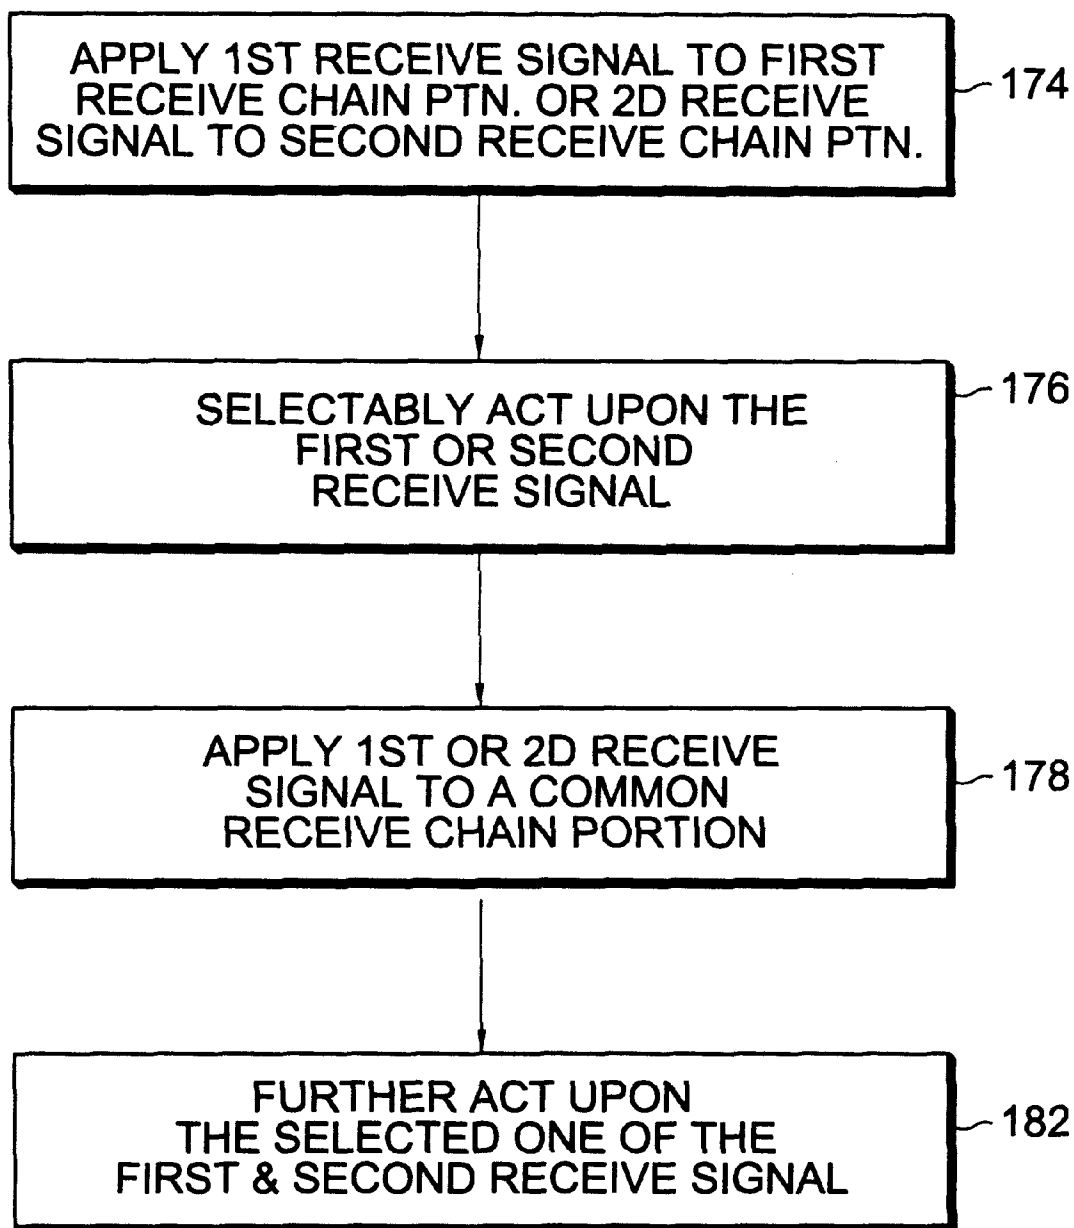 APPLY 1ST RECEIVE SIGNAL TO FIRST
RECEIVE CHAIN PTN. OR 2D RECEIVE
SIGNAL TO SECOND RECEIVE CHAIN PTN.
174
SELECTABLY ACT UPON THE
FIRST OR SECOND
RECEIVE SIGNAL
176
APPLY 1ST OR 2D RECEIVE
SIGNAL TO A COMMON
RECEIVE CHAIN PORTION
178
FURTHER ACT UPON
THE SELECTED ONE OF THE
FIRST & SECOND RECEIVE SIGNAL
182